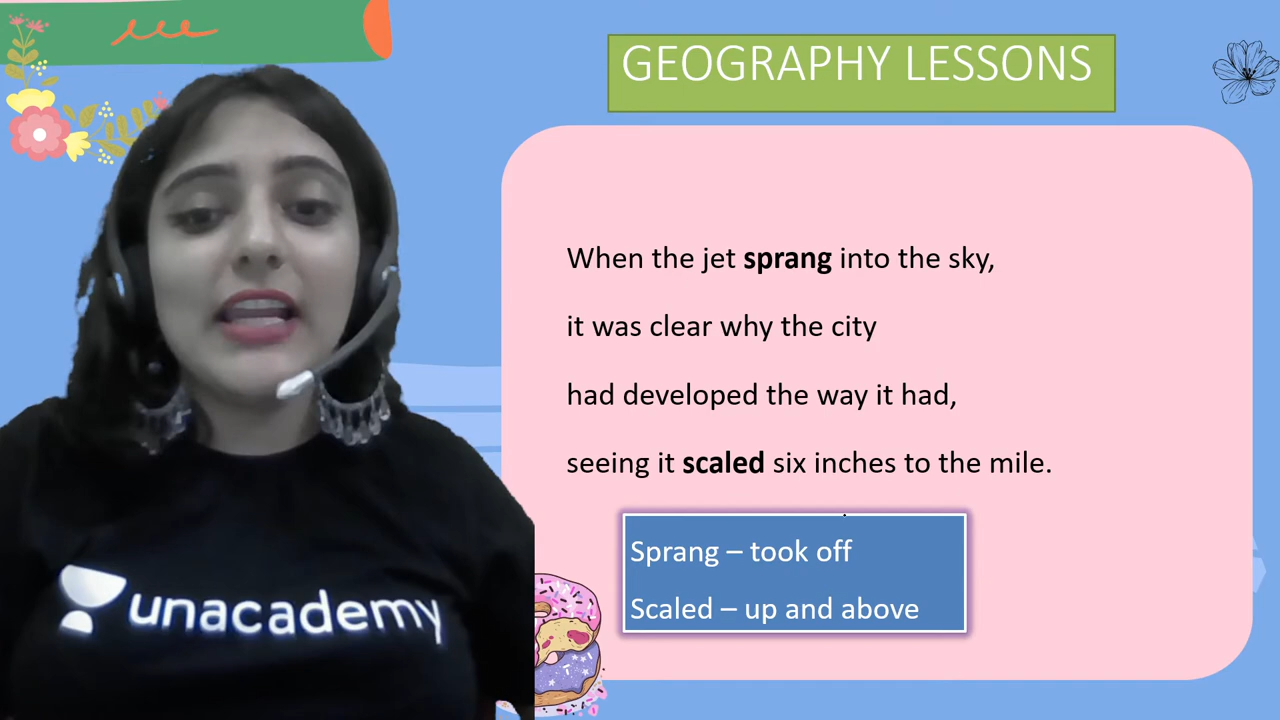 GEOGRAPHY LESSONS
When the jet sprang into the sky,
it was clear why the city
had developed the way it had,
seeing it scaled six inches to the mile.
Sprang – took off
Scaled – up and above
unacademy